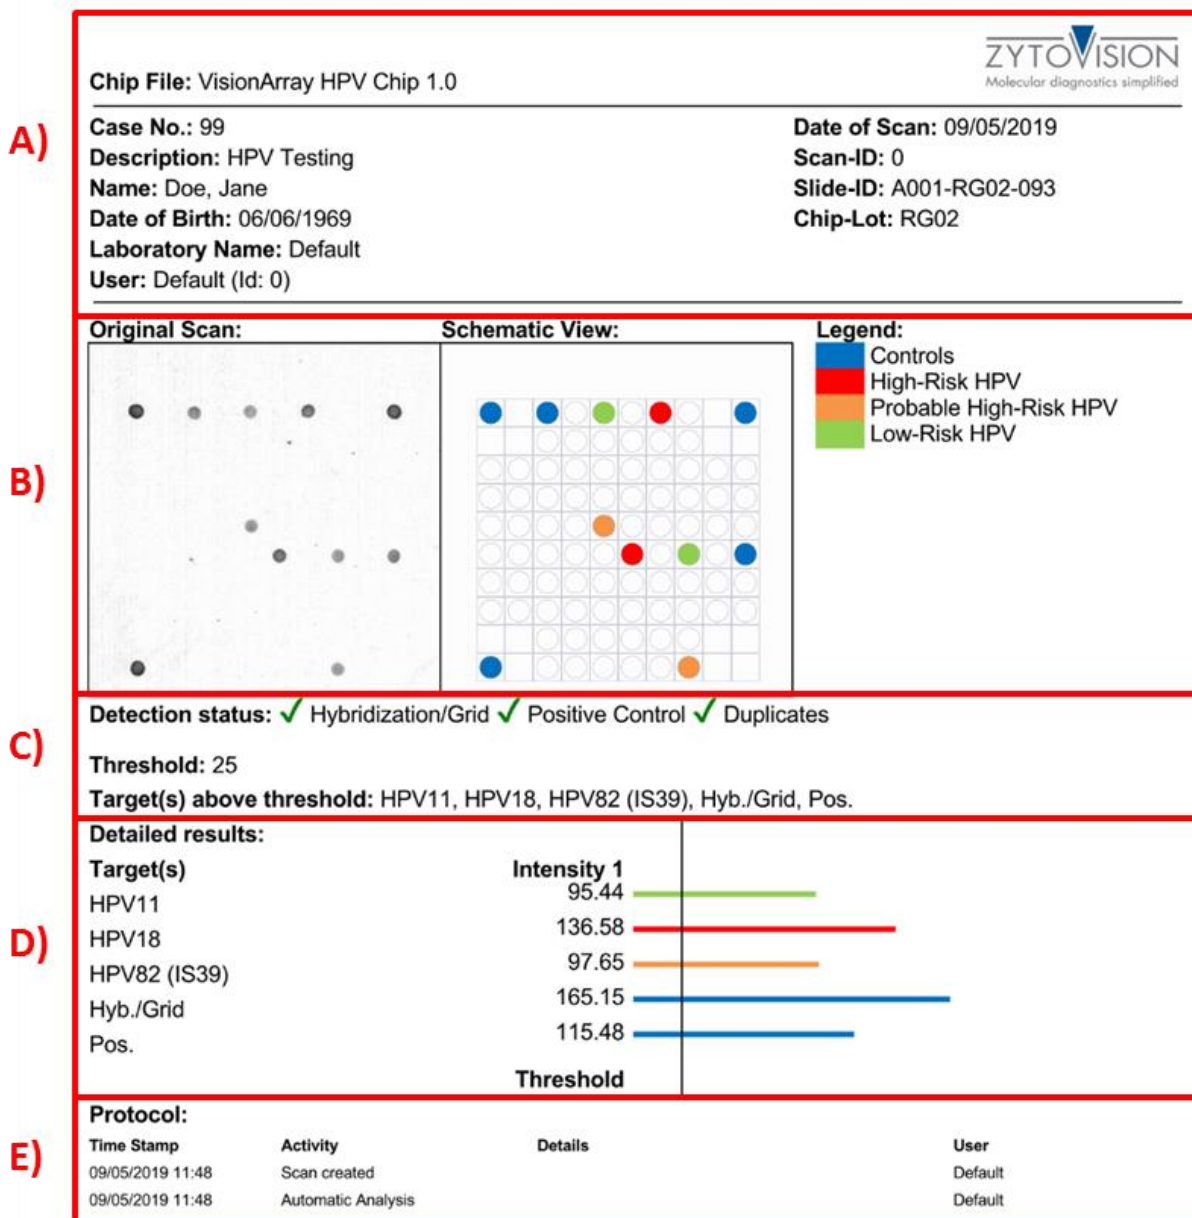 ZYTOVISION
Molecular diagnostics simplified
Chip File: VisionArray HPV Chip 1.0
A)
Case No.: 99
Date of Scan: 09/05/2019
Description: HPV Testing
Scan-ID: 0
Name: Doe, Jane
Slide-ID: A001-RG02-093
Date of Birth: 06/06/1969
Chip-Lot: RG02
Laboratory Name: Default
User: Default (Id: 0)
B)
Original Scan:
Schematic View:
Legend:
Controls
High-Risk HPV
Probable High-Risk HPV
Low-Risk HPV
C)
Detection status: ✓ Hybridization/Grid ✓ Positive Control ✓ Duplicates
Threshold: 25
Target(s) above threshold: HPV11, HPV18, HPV82 (IS39), Hyb./Grid, Pos.
D)
Detailed results:
Target(s) Intensity 1
HPV11 95.44
HPV18 136.58
HPV82 (IS39) 97.65
Hyb./Grid 165.15
Pos. 115.48
Threshold
E)
Protocol:
Time Stamp Activity Details User
09/05/2019 11:48 Scan created Default
09/05/2019 11:48 Automatic Analysis Default